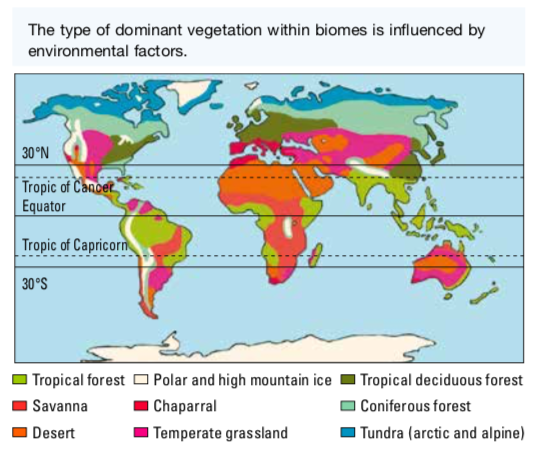 The type of dominant vegetation within biomes is influenced by
environmental factors.
30°N
Tropic of Cancer
Equator
Tropic of Capricorn
30°S
Tropical forest
Polar and high mountain ice
Tropical deciduous forest
Savanna
Chaparral
Coniferous forest
Desert
Temperate grassland
Tundra (arctic and alpine)